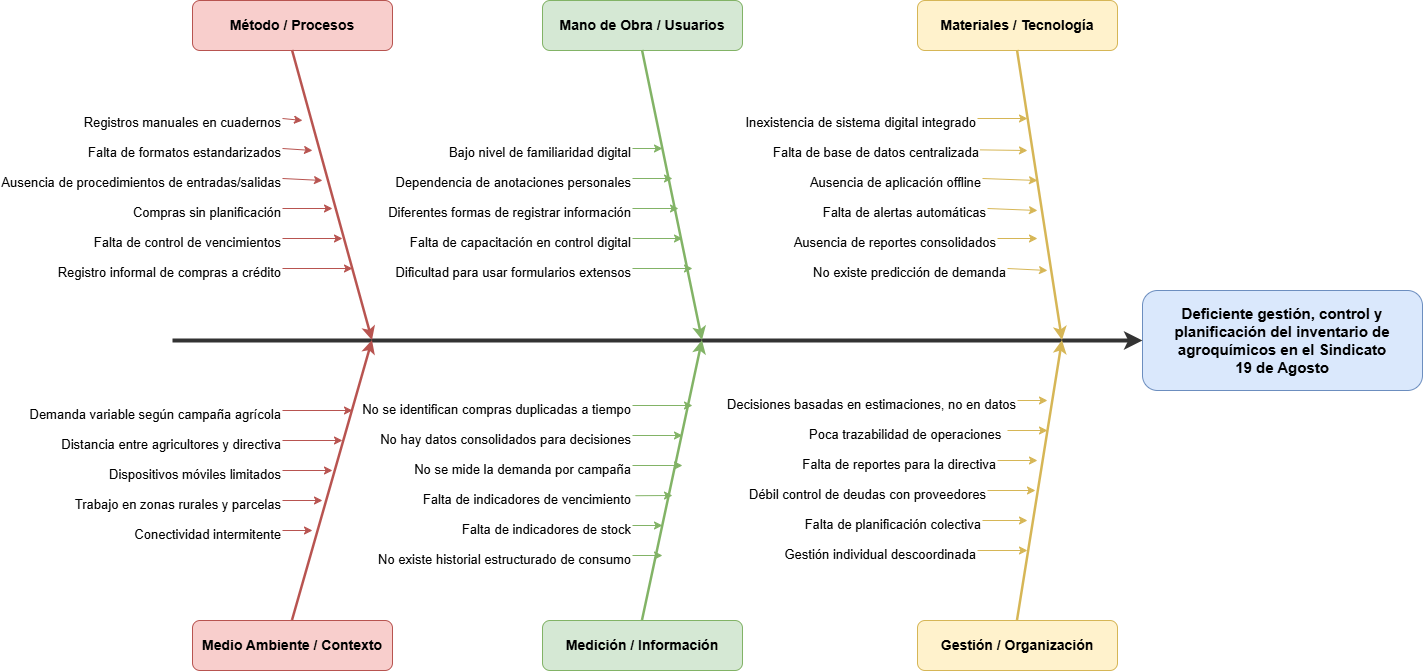 Método / Procesos
Mano de Obra / Usuarios
Materiales / Tecnología
Registros manuales en cuadernos
Falta de formatos estandarizados
Ausencia de procedimientos de entradas/salidas
Compras sin planificación
Falta de control de vencimientos
Registro informal de compras a crédito
Bajo nivel de familiaridad digital
Dependencia de anotaciones personales
Diferentes formas de registrar información
Falta de capacitación en control digital
Dificultad para usar formularios extensos
Inexistencia de sistema digital integrado
Falta de base de datos centralizada
Ausencia de aplicación offline
Falta de alertas automáticas
Ausencia de reportes consolidados
No existe predicción de demanda
Deficiente gestión, control y
planificación del inventario de
agroquímicos en el Sindicato
19 de Agosto
Demanda variable según campaña agrícola
Distancia entre agricultores y directiva
Dispositivos móviles limitados
Trabajo en zonas rurales y parcelas
Conectividad intermitente
No se identifican compras duplicadas a tiempo
No hay datos consolidados para decisiones
No se mide la demanda por campaña
Falta de indicadores de vencimiento
Falta de indicadores de stock
No existe historial estructurado de consumo
Decisiones basadas en estimaciones, no en datos
Poca trazabilidad de operaciones
Falta de reportes para la directiva
Débil control de deudas con proveedores
Falta de planificación colectiva
Gestión individual descoordinada
Medio Ambiente / Contexto
Medición / Información
Gestión / Organización